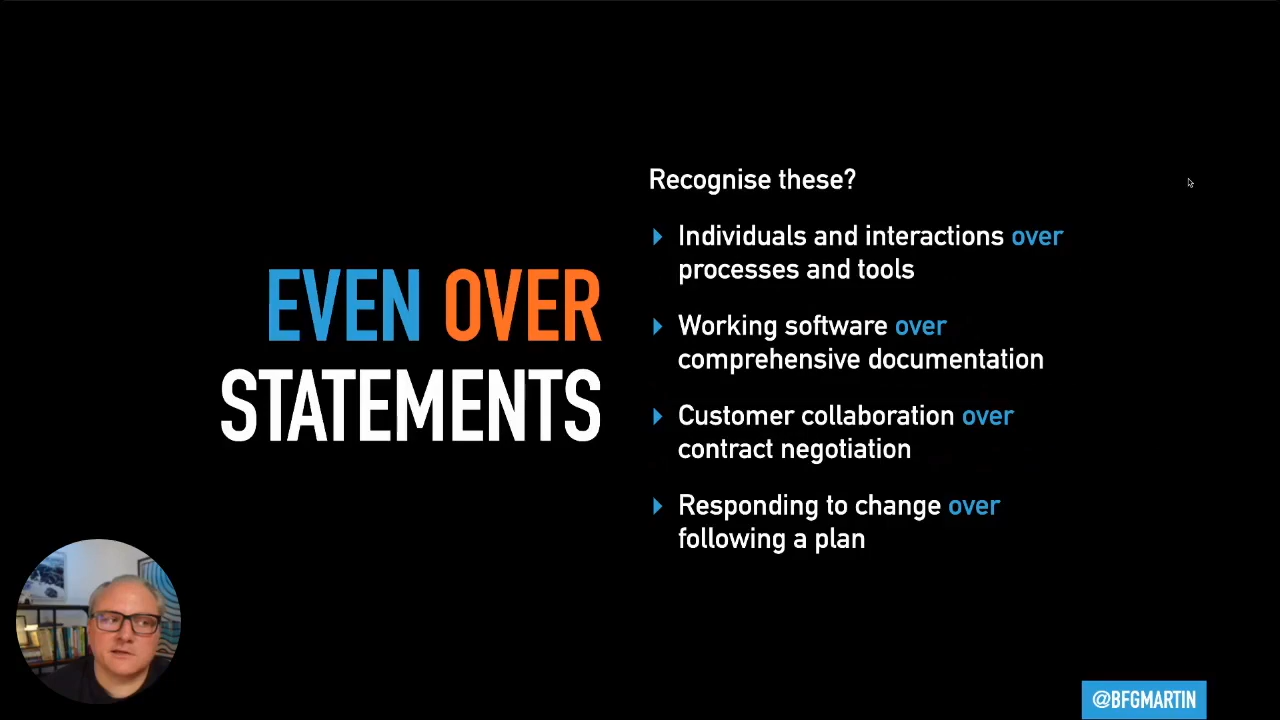 EVEN OVER
STATEMENTS
Recognise these?
Individuals and interactions over
processes and tools
Working software over
comprehensive documentation
Customer collaboration over
contract negotiation
Responding to change over
following a plan
@BFGMARTIN